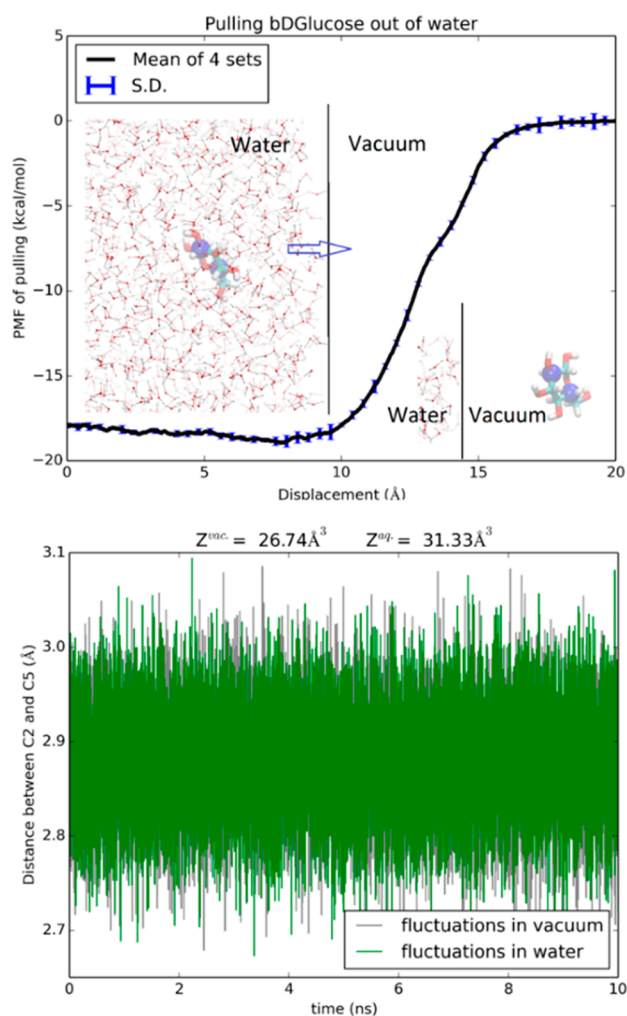 Pulling bDGlucose out of water
Mean of 4 sets
S.D.
Water
Vacuum
Water
Vacuum
PMF of pulling (kcal/mol)
5
0
−5
−10
−15
−20
0
5
10
15
20
Displacement (Å)
Z^{vac.} = 26.74Å^3 Z^{aq.} = 31.33Å^3
Distance between C2 and C5 (Å)
3.1
3.0
2.9
2.8
2.7
fluctuations in vacuum
fluctuations in water
0
2
4
6
8
10
time (ns)